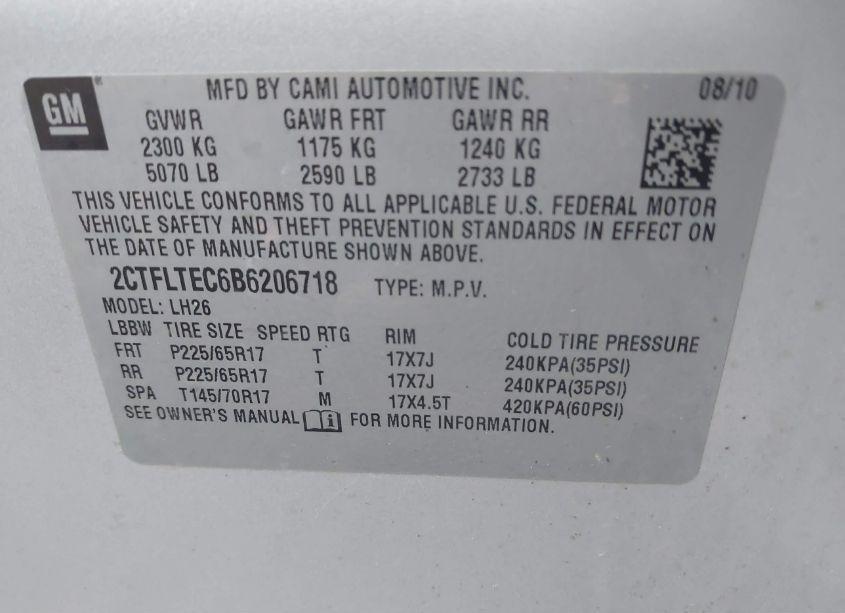 GM
MFD BY CAMI AUTOMOTIVE INC. 08/10
GVWR GAWR FRT GAWR RR
2300 KG 1175 KG 1240 KG
5070 LB 2590 LB 2733 LB
THIS VEHICLE CONFORMS TO ALL APPLICABLE U.S. FEDERAL MOTOR
VEHICLE SAFETY AND THEFT PREVENTION STANDARDS IN EFFECT ON
THE DATE OF MANUFACTURE SHOWN ABOVE.
2CTFLTEC6B6206718 TYPE: M.P.V.
MODEL: LH26
LBBW TIRE SIZE SPEED RTG RIM COLD TIRE PRESSURE
FRT P225/65R17 T 17X7J 240KPA(35PSI)
RR P225/65R17 T 17X7J 240KPA(35PSI)
SPA T145/70R17 M 17X4.5T 420KPA(60PSI)
SEE OWNER'S MANUAL i FOR MORE INFORMATION.